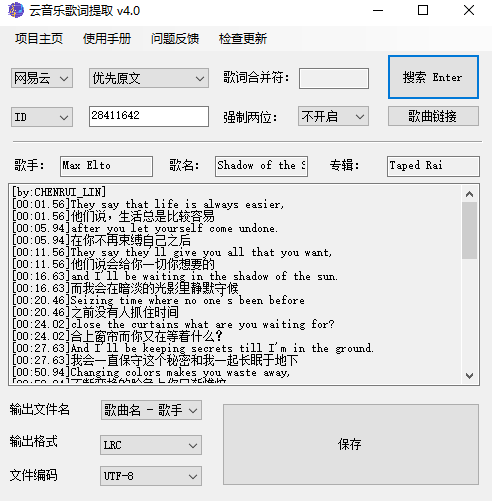 云音乐歌词提取 v4.0
项目主页 使用手册 问题反馈 检查更新
网易云 优先原文 歌词合并符： 搜索 Enter
ID 28411642 强制两位： 不开启 歌曲链接
歌手： Max Elto 歌名： Shadow of the S 专辑： Taped Rai
[by:CHENRUI_LIN]
[00:01.56]They say that life is always easier,
[00:01.56]他们说，生活总是比较容易
[00:05.94]after you let yourself come undone.
[00:05.94]在你不再束缚自己之后
[00:11.56]They say they ll give you all that you want,
[00:11.56]他们说会给你一切你想要的
[00:16.63]and I'll be waiting in the shadow of the sun.
[00:16.63]而我会在暗淡的光影里静默守候
[00:20.46]Seizing time where no one s been before
[00:20.46]之前没有人抓住时间
[00:24.02]close the curtains what are you waiting for?
[00:24.02]合上窗帘而你又在等着什么?
[00:27.63]And I'll be keeping secrets till I'm in the ground.
[00:27.63]我会一直保守这个秘密和我一起长眠于地下
[00:50.94]Changing colors makes you waste away,
输出文件名 歌曲名 - 歌手
输出格式 LRC
保存
文件编码 UTF-8